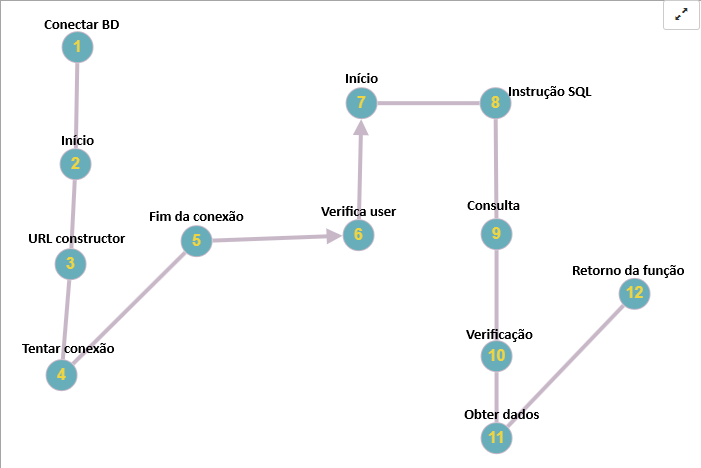 Conectar BD
1
Início
2
URL constructor
3
Tentar conexão
4
Fim da conexão
5
Verifica user
6
Início
7
Instrução SQL
8
Consulta
9
Verificação
10
Obter dados
11
Retorno da função
12